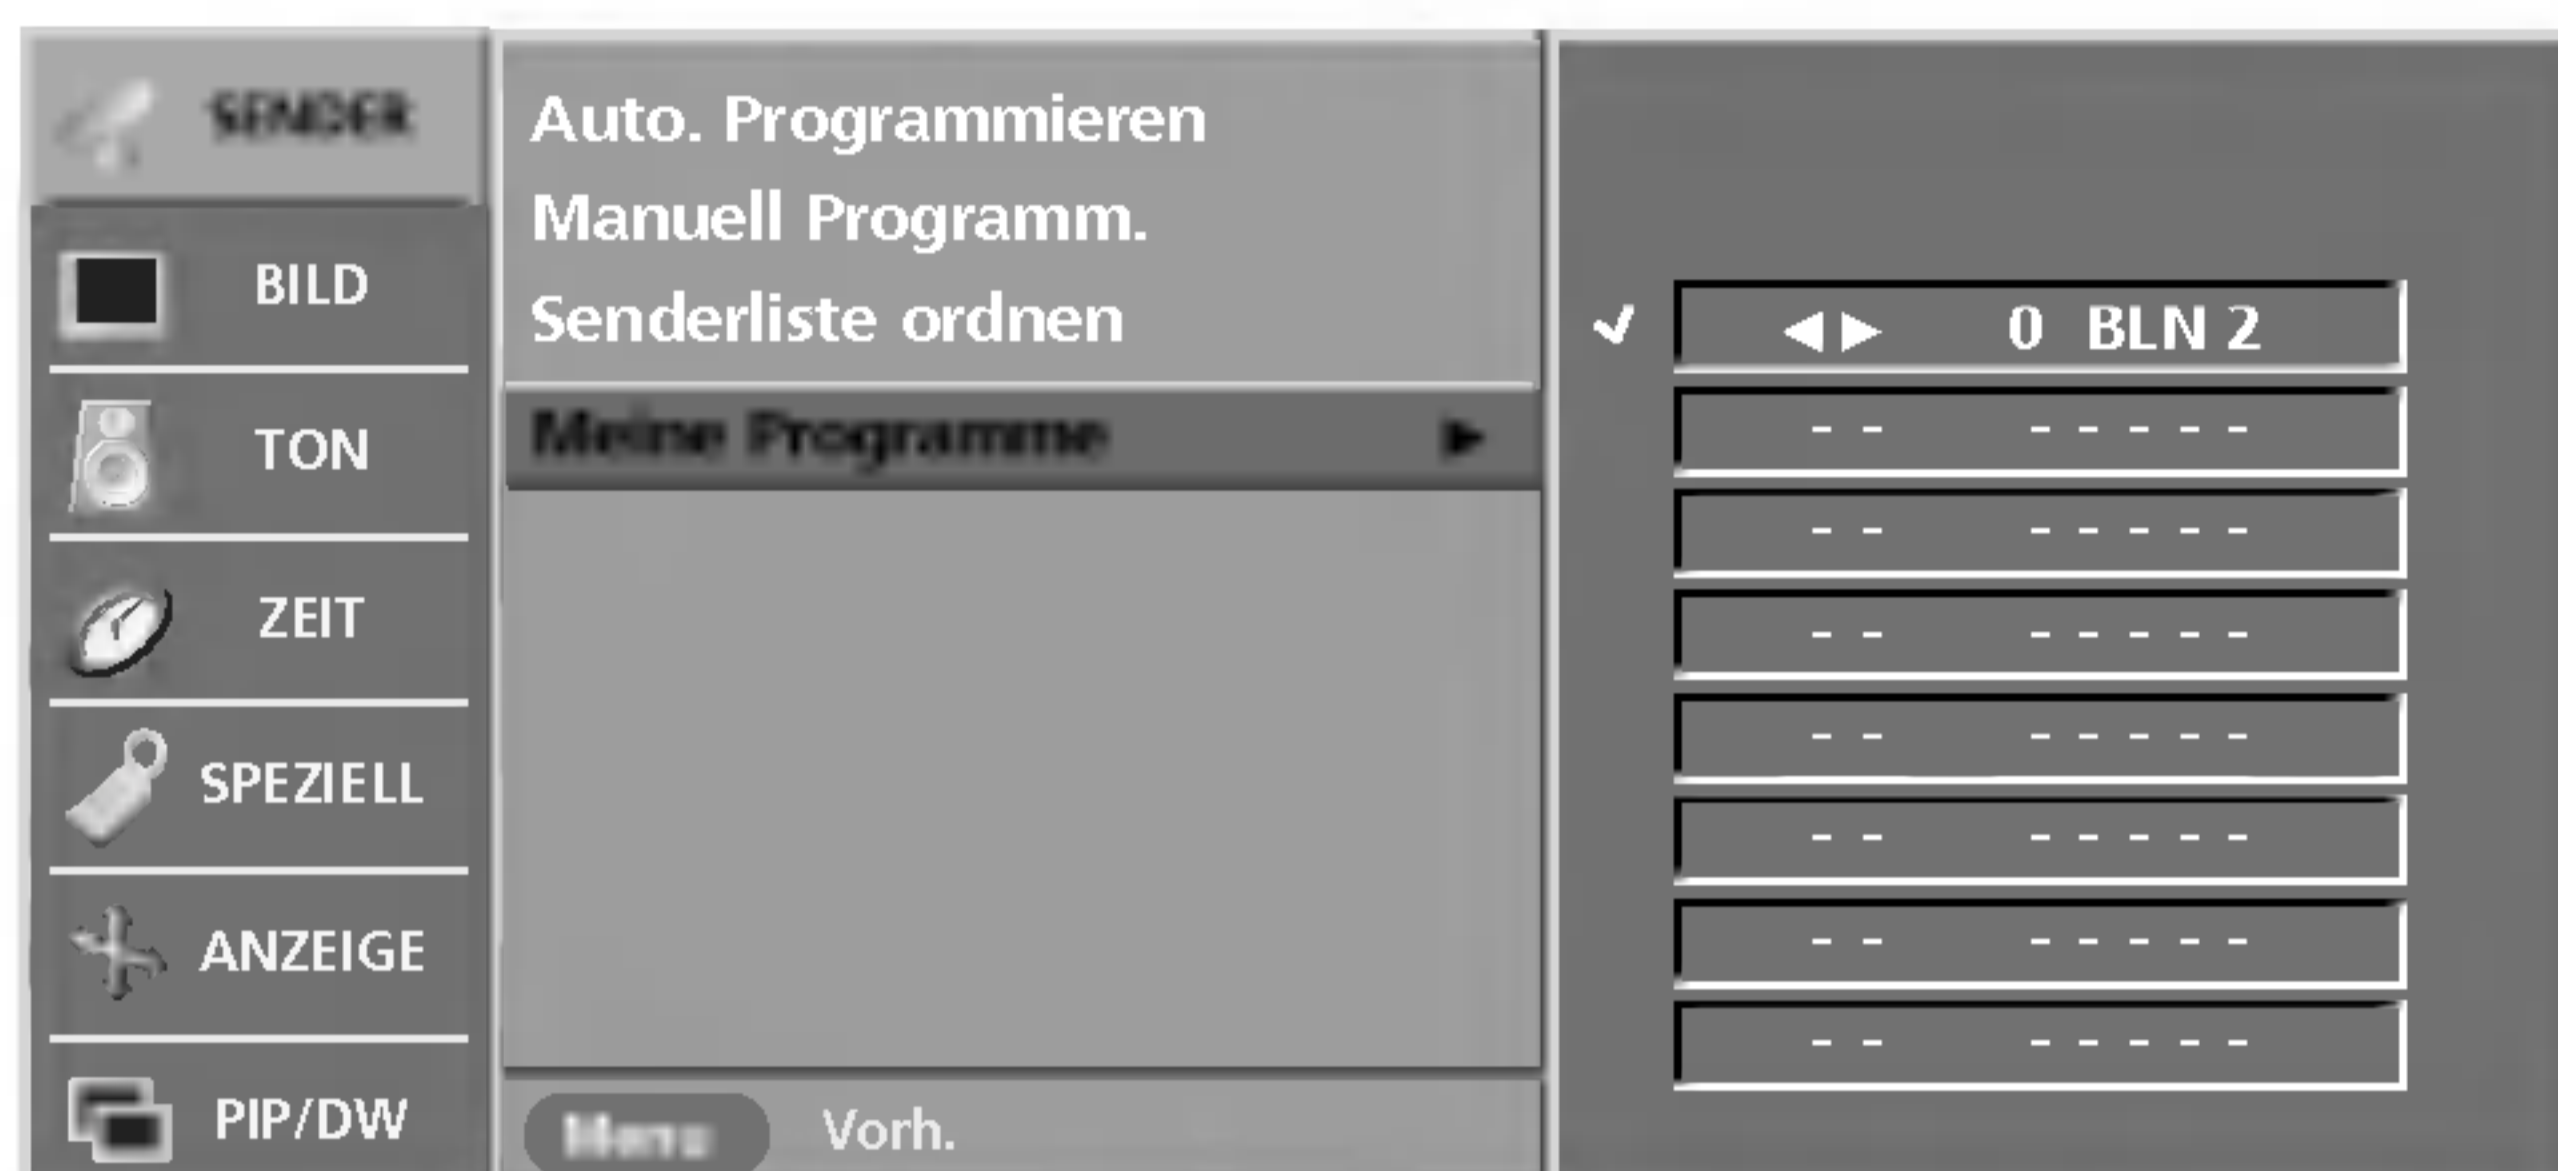 SENDER
BILD
TON
ZEIT
SPEZIELL
ANZEIGE
PIP/DW
Auto. Programmieren
Manuell Programm.
Senderliste ordnen
Meine Programme ▶
Menu Vorh.
✓ ◀ ▶ 0 BLN 2
- - - - - - -
- - - - - - -
- - - - - - -
- - - - - - -
- - - - - - -
- - - - - - -
- - - - - - -